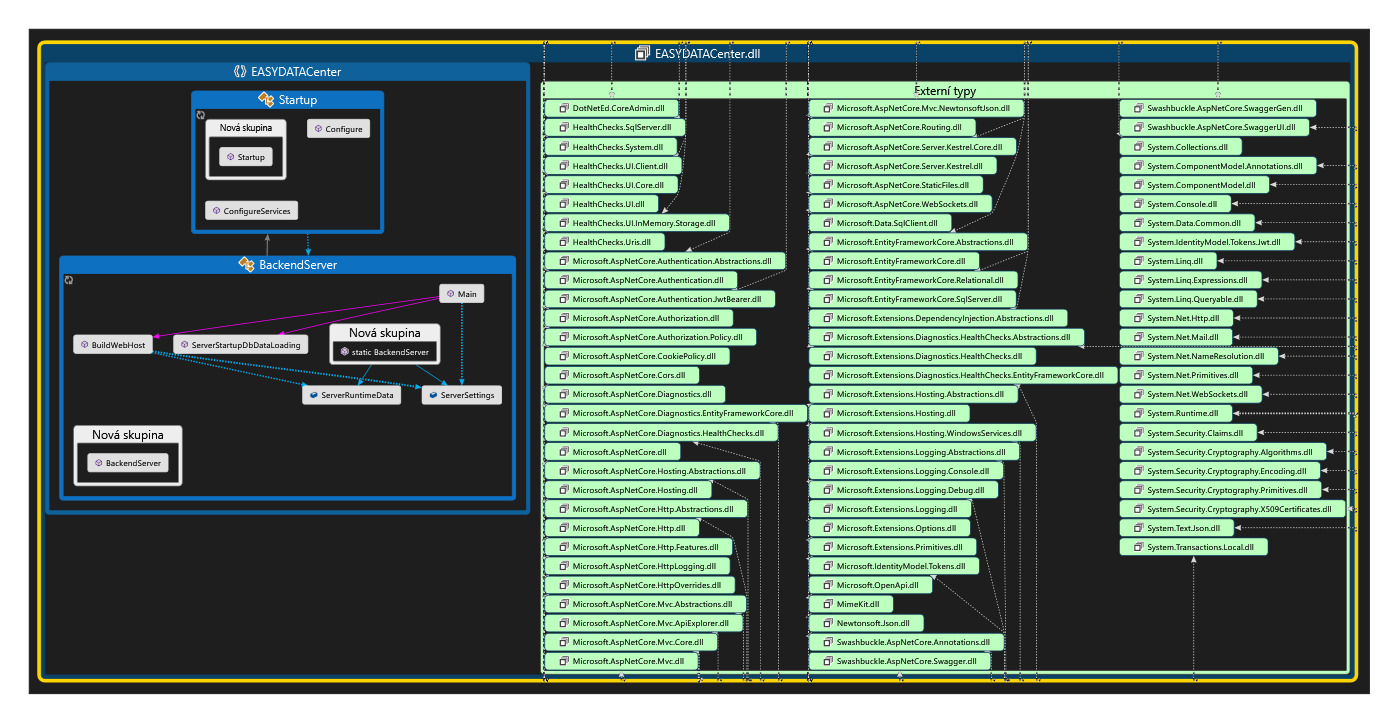 EASYDATACenter.dll
EASYDATACenter
Startup
Nová skupina
Startup
Configure
ConfigureServices
BackendServer
Main
BuildWebHost
ServerStartupDbDataLoading
Nová skupina
static BackendServer
ServerRuntimeData
ServerSettings
Nová skupina
BackendServer
Externí typy
DotNetEd.CoreAdmin.dll
HealthChecks.SqlServer.dll
HealthChecks.System.dll
HealthChecks.UI.Client.dll
HealthChecks.UI.Core.dll
HealthChecks.UI.dll
HealthChecks.UI.InMemory.Storage.dll
HealthChecks.Uris.dll
Microsoft.AspNetCore.Authentication.Abstractions.dll
Microsoft.AspNetCore.Authentication.dll
Microsoft.AspNetCore.Authentication.JwtBearer.dll
Microsoft.AspNetCore.Authorization.dll
Microsoft.AspNetCore.Authorization.Policy.dll
Microsoft.AspNetCore.CookiePolicy.dll
Microsoft.AspNetCore.Cors.dll
Microsoft.AspNetCore.Diagnostics.dll
Microsoft.AspNetCore.Diagnostics.EntityFrameworkCore.dll
Microsoft.AspNetCore.Diagnostics.HealthChecks.dll
Microsoft.AspNetCore.dll
Microsoft.AspNetCore.Hosting.Abstractions.dll
Microsoft.AspNetCore.Hosting.dll
Microsoft.AspNetCore.Http.Abstractions.dll
Microsoft.AspNetCore.Http.dll
Microsoft.AspNetCore.Http.Features.dll
Microsoft.AspNetCore.HttpLogging.dll
Microsoft.AspNetCore.HttpOverrides.dll
Microsoft.AspNetCore.Mvc.Abstractions.dll
Microsoft.AspNetCore.Mvc.ApiExplorer.dll
Microsoft.AspNetCore.Mvc.Core.dll
Microsoft.AspNetCore.Mvc.dll
Microsoft.AspNetCore.Mvc.NewtonsoftJson.dll
Microsoft.AspNetCore.Routing.dll
Microsoft.AspNetCore.Server.Kestrel.Core.dll
Microsoft.AspNetCore.Server.Kestrel.dll
Microsoft.AspNetCore.StaticFiles.dll
Microsoft.AspNetCore.WebSockets.dll
Microsoft.Data.SqlClient.dll
Microsoft.EntityFrameworkCore.Abstractions.dll
Microsoft.EntityFrameworkCore.dll
Microsoft.EntityFrameworkCore.Relational.dll
Microsoft.EntityFrameworkCore.SqlServer.dll
Microsoft.Extensions.DependencyInjection.Abstractions.dll
Microsoft.Extensions.Diagnostics.HealthChecks.Abstractions.dll
Microsoft.Extensions.Diagnostics.HealthChecks.dll
Microsoft.Extensions.Diagnostics.HealthChecks.EntityFrameworkCore.dll
Microsoft.Extensions.Hosting.Abstractions.dll
Microsoft.Extensions.Hosting.dll
Microsoft.Extensions.Hosting.WindowsServices.dll
Microsoft.Extensions.Logging.Abstractions.dll
Microsoft.Extensions.Logging.Console.dll
Microsoft.Extensions.Logging.Debug.dll
Microsoft.Extensions.Logging.dll
Microsoft.Extensions.Options.dll
Microsoft.Extensions.Primitives.dll
Microsoft.IdentityModel.Tokens.dll
Microsoft.OpenApi.dll
MimeKit.dll
Newtonsoft.Json.dll
Swashbuckle.AspNetCore.Annotations.dll
Swashbuckle.AspNetCore.Swagger.dll
Swashbuckle.AspNetCore.SwaggerGen.dll
Swashbuckle.AspNetCore.SwaggerUI.dll
System.Collections.dll
System.ComponentModel.Annotations.dll
System.ComponentModel.dll
System.Console.dll
System.Data.Common.dll
System.IdentityModel.Tokens.Jwt.dll
System.Linq.dll
System.Linq.Expressions.dll
System.Linq.Queryable.dll
System.Net.Http.dll
System.Net.Mail.dll
System.Net.NameResolution.dll
System.Net.Primitives.dll
System.Net.WebSockets.dll
System.Runtime.dll
System.Security.Claims.dll
System.Security.Cryptography.Algorithms.dll
System.Security.Cryptography.Encoding.dll
System.Security.Cryptography.Primitives.dll
System.Security.Cryptography.X509Certificates.dll
System.Text.Json.dll
System.Transactions.Local.dll